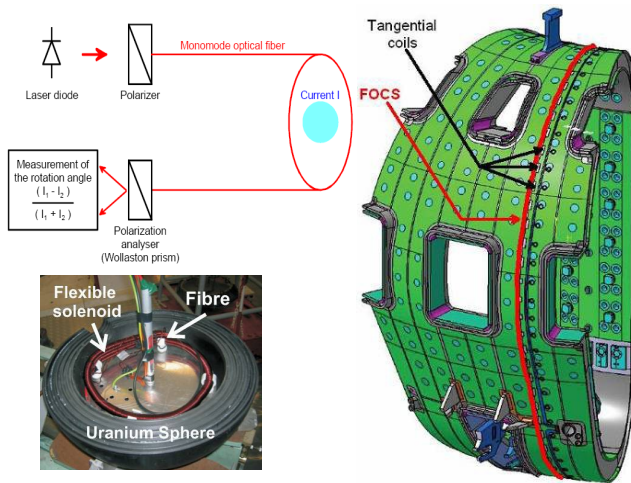 Monomode optical fiber
Laser diode
Polarizer
Current I
Measurement of
the rotation angle
( I1 - I2 )
( I1 + I2 )
Polarization
analyser
(Wollaston prism)
Flexible
solenoid
Fibre
Uranium Sphere
Tangential
coils
FOCS